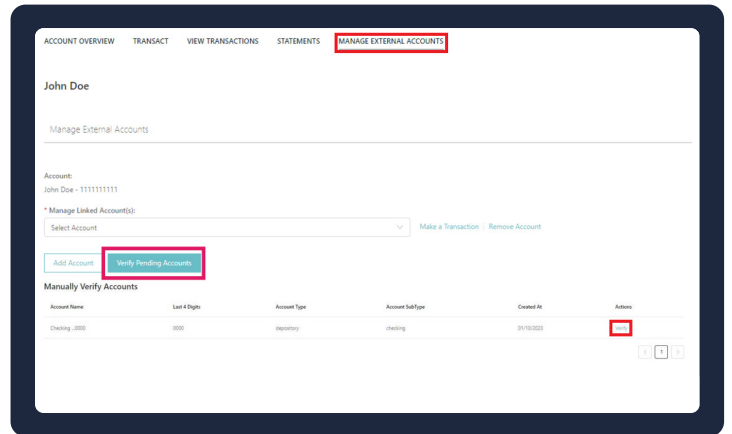 ACCOUNT OVERVIEW TRANSACT VIEW TRANSACTIONS STATEMENTS MANAGE EXTERNAL ACCOUNTS
John Doe
Manage External Accounts
Account:
John Doe - 1111111111
* Manage Linked Account(s):
Select Account Make a Transaction | Remove Account
Add Account Verify Pending Accounts
Manually Verify Accounts
Account Name Last 4 Digits Account Type Account SubType Created At Actions
Checking ...0000 0000 depository checking 01/10/2023 Verify
< 1 >